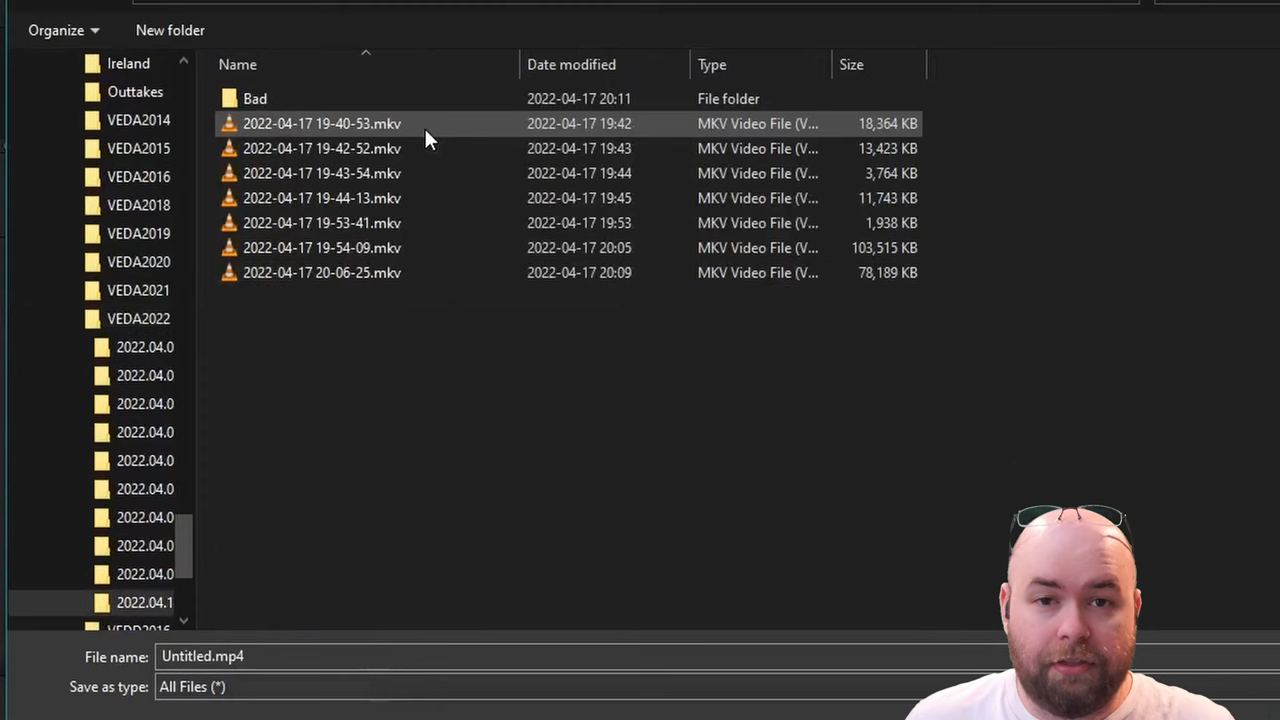 Organize New folder
Name Date modified Type Size
Ireland
Outtakes
VEDA2014
VEDA2015
VEDA2016
VEDA2018
VEDA2019
VEDA2020
VEDA2021
VEDA2022
2022.04.0
2022.04.0
2022.04.0
2022.04.0
2022.04.0
2022.04.0
2022.04.0
2022.04.0
2022.04.0
2022.04.1
Bad 2022-04-17 20:11 File folder
2022-04-17 19-40-53.mkv 2022-04-17 19:42 MKV Video File (V... 18,364 KB
2022-04-17 19-42-52.mkv 2022-04-17 19:43 MKV Video File (V... 13,423 KB
2022-04-17 19-43-54.mkv 2022-04-17 19:44 MKV Video File (V... 3,764 KB
2022-04-17 19-44-13.mkv 2022-04-17 19:45 MKV Video File (V... 11,743 KB
2022-04-17 19-53-41.mkv 2022-04-17 19:53 MKV Video File (V... 1,938 KB
2022-04-17 19-54-09.mkv 2022-04-17 20:05 MKV Video File (V... 103,515 KB
2022-04-17 20-06-25.mkv 2022-04-17 20:09 MKV Video File (V... 78,189 KB
File name: Untitled.mp4
Save as type: All Files (*)